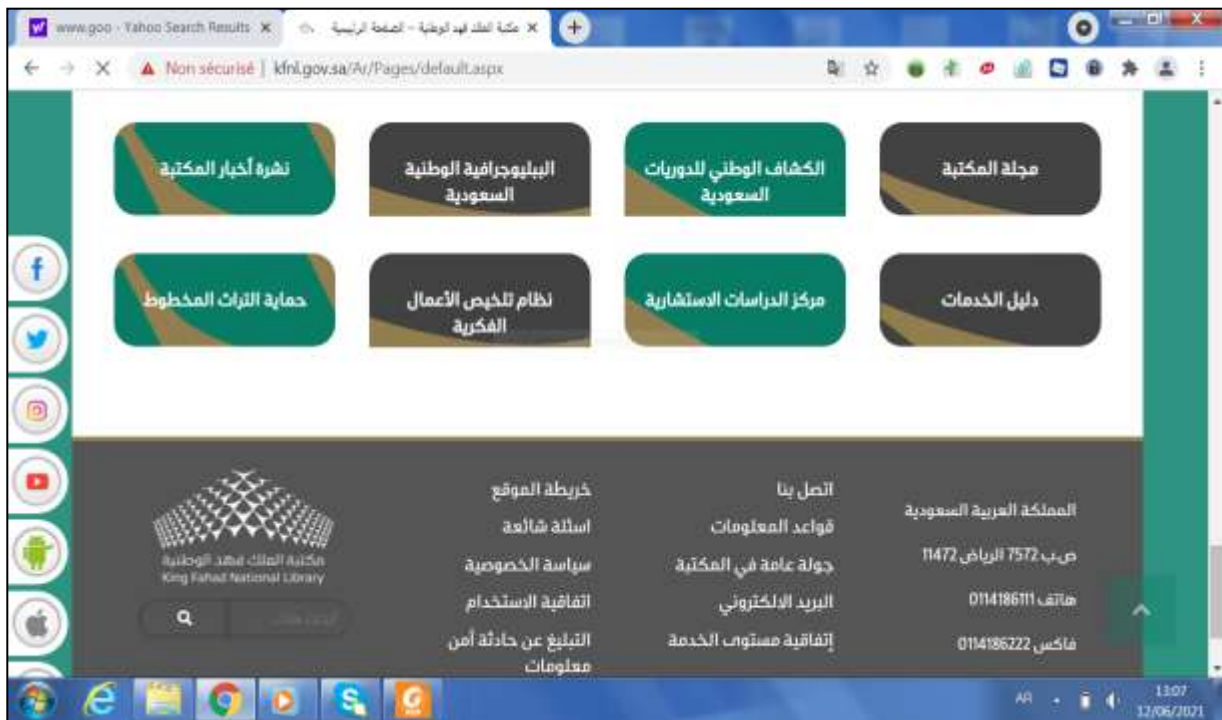 www.goo - Yahoo Search Results
مكتبة الملك فهد الوطنية - الصفحة الرئيسية
Non sécurisé | kfnl.gov.sa/Ar/Pages/default.aspx
مجلة المكتبة
الكشاف الوطني للدوريات
السعودية
الببليوجرافية الوطنية
السعودية
نشرة أخبار المكتبة
دليل الخدمات
مركز الدراسات الاستشارية
نظام تلخيص الأعمال
الفكرية
حماية التراث المخطوط
المملكة العربية السعودية
ص.ب 7572 الرياض 11472
هاتف 0114186111
فاكس 0114186222
اتصل بنا
قواعد المعلومات
جولة عامة في المكتبة
البريد الالكتروني
إتفاقية مستوى الخدمة
خريطة الموقع
اسئلة شائعة
سياسة الخصوصية
اتفاقية الاستخدام
التبليغ عن حادثة أمن
معلومات
مكتبة الملك فهد الوطنية
King Fahad National Library
AR
13:07
12/06/2021